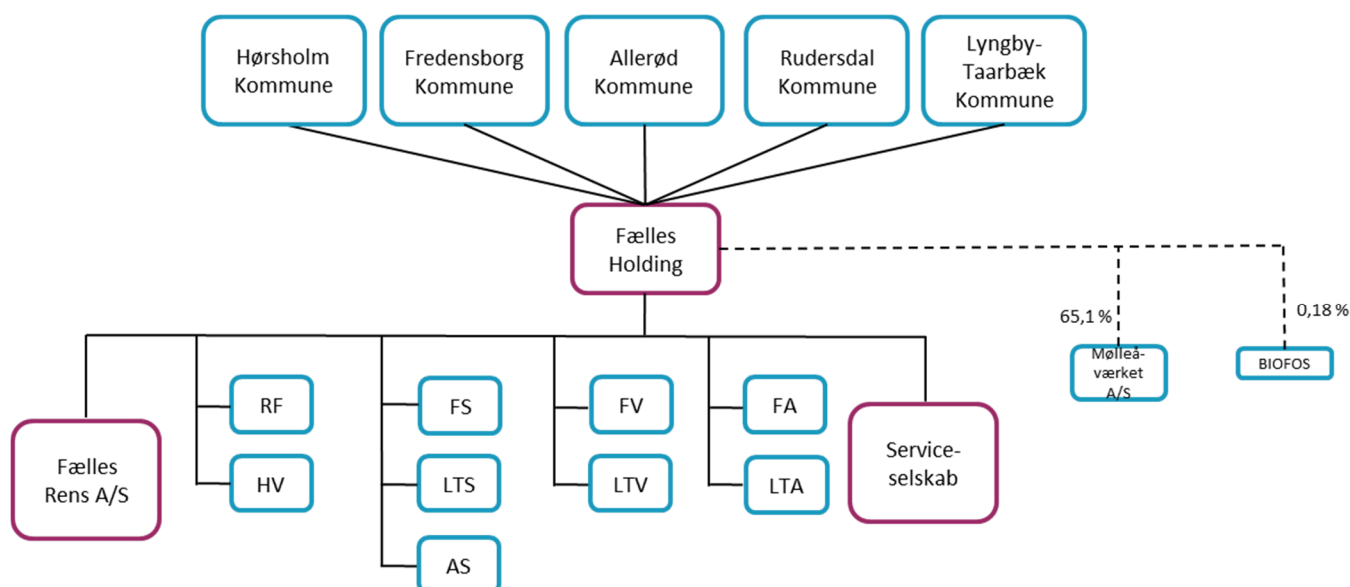 Hørsholm
Kommune
Fredensborg
Kommune
Allerød
Kommune
Rudersdal
Kommune
Lyngby-
Taarbæk
Kommune
Fælles
Holding
65,1 %
0,18 %
Mølleå-
værket
A/S
BIOFOS
RF
FS
FV
FA
Fælles
Rens A/S
HV
LTS
LTV
LTA
Service-
selskab
AS